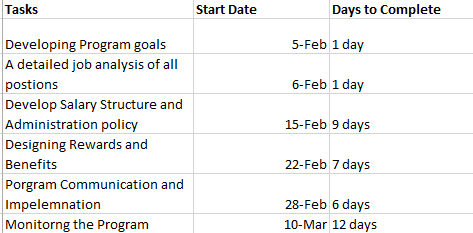 Tasks Start Date Days to Complete
Developing Program goals 5-Feb 1 day
A detailed job analysis of all
postions 6-Feb 1 day
Develop Salary Structure and
Administration policy 15-Feb 9 days
Designing Rewards and
Benefits 22-Feb 7 days
Porgram Communication and
Impelemnation 28-Feb 6 days
Monitorng the Program 10-Mar 12 days